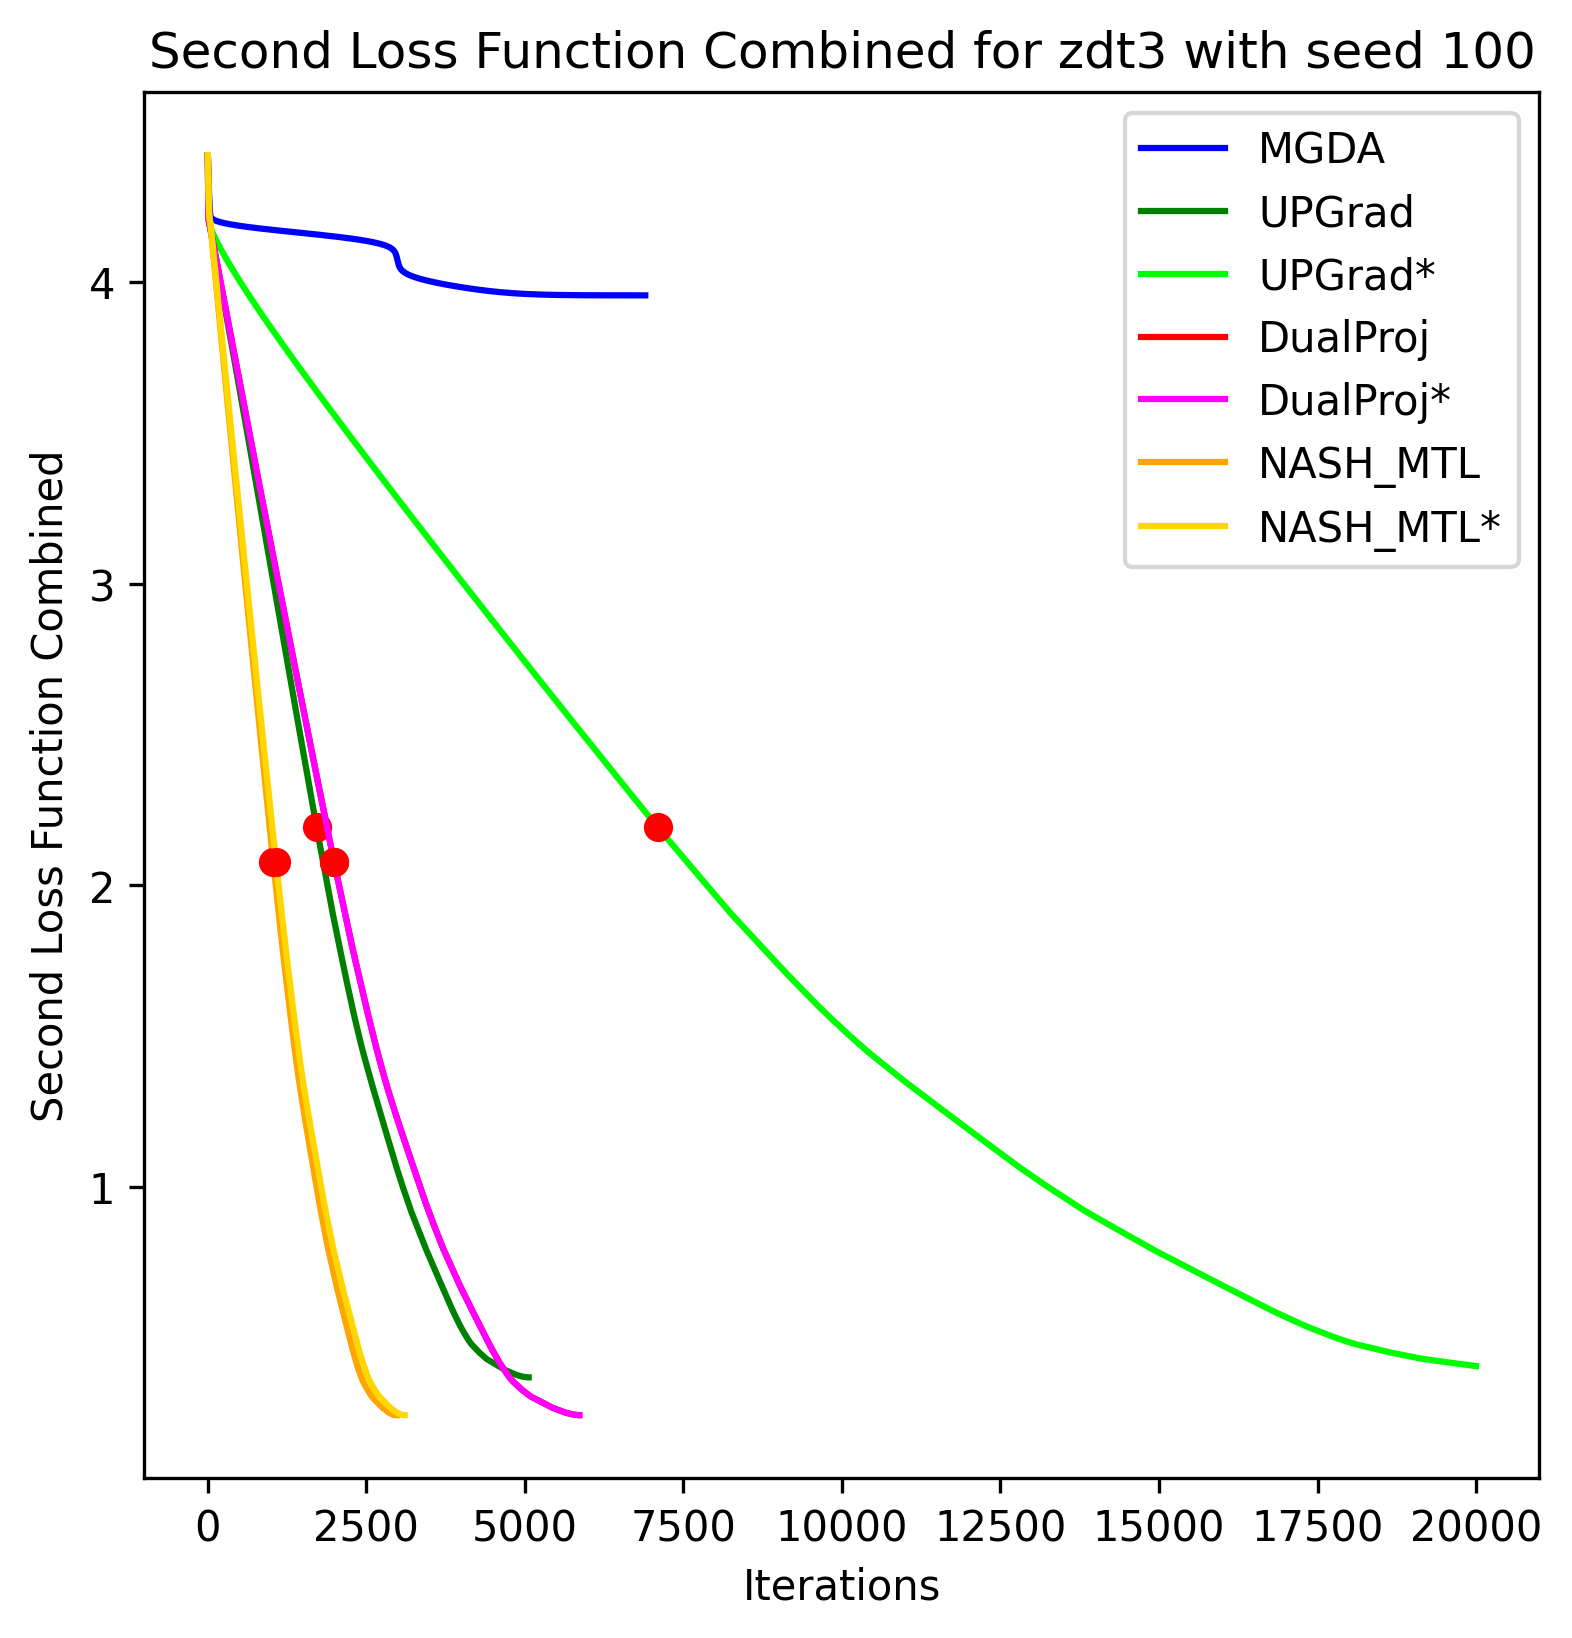 Second Loss Function Combined for zdt3 with seed 100
MGDA
UPGrad
UPGrad*
DualProj
DualProj*
NASH_MTL
NASH_MTL*
Second Loss Function Combined
4
3
2
1
0 2500 5000 7500 10000 12500 15000 17500 20000
Iterations